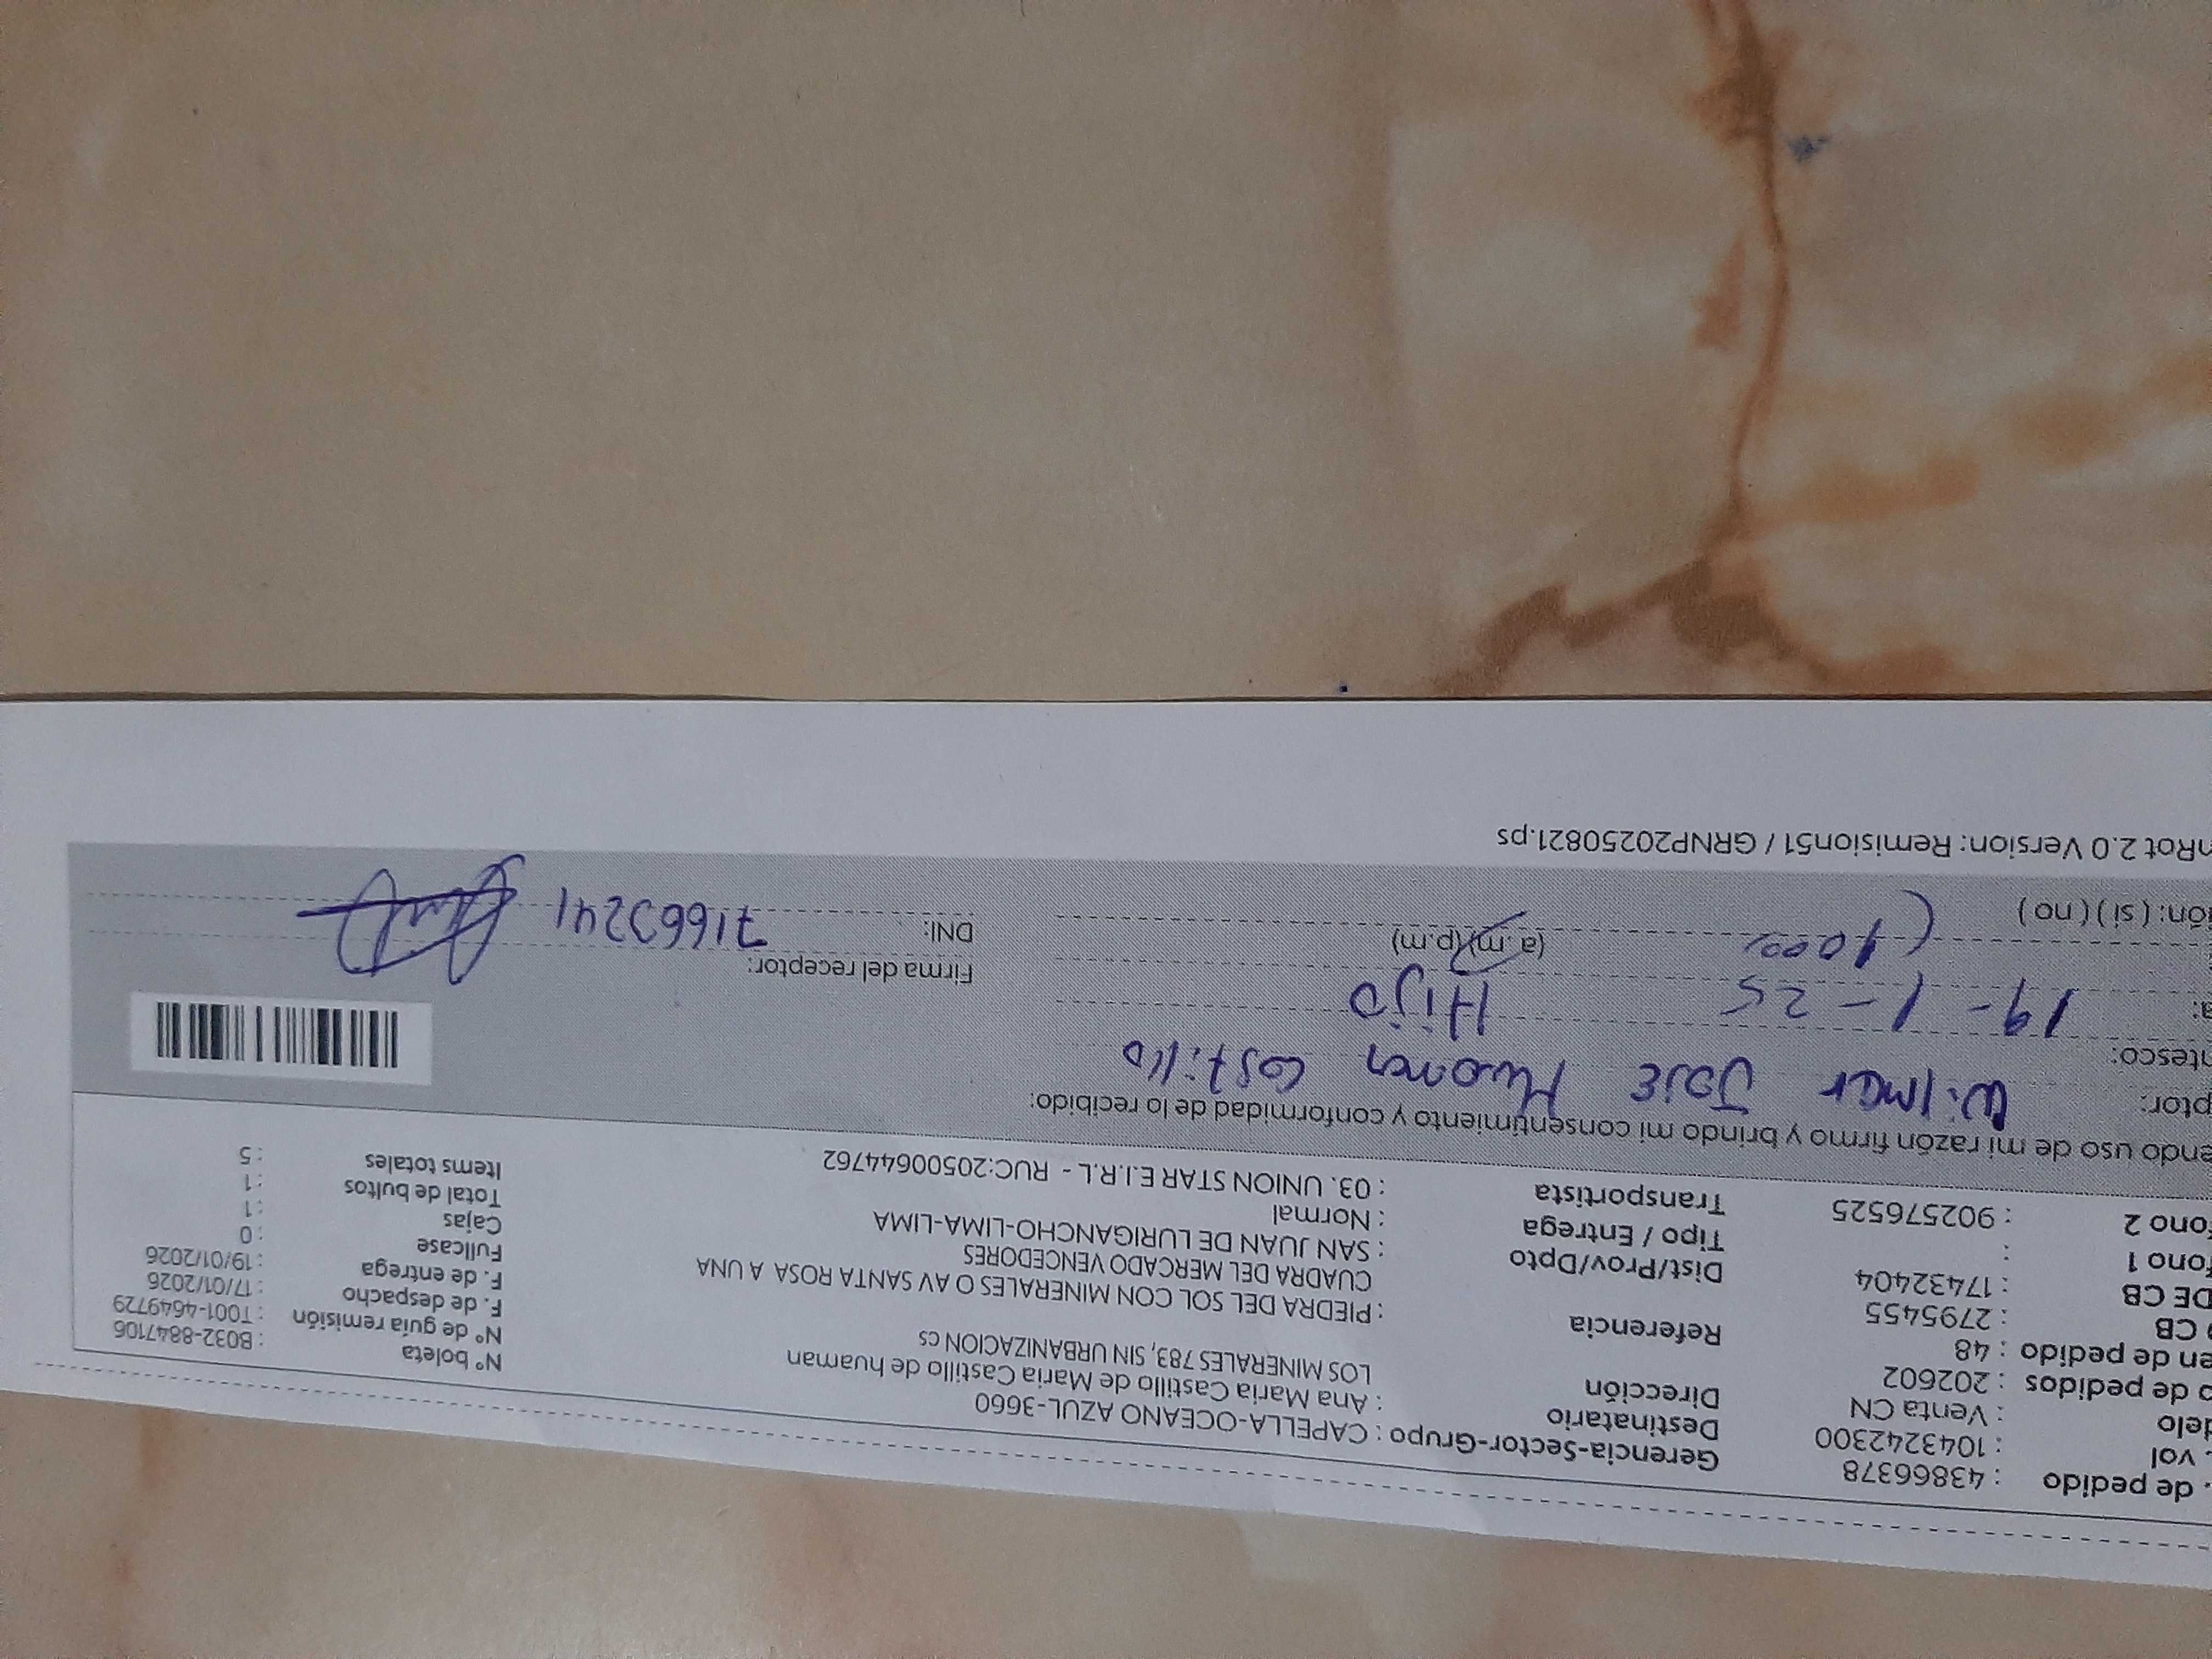 . de pedido : 43866378
. vol : 1043242300
delo : Venta CN
o de pedidos : 202602
en de pedido : 48
CB : 2795455
DE CB : 17432404
fono 1 :
fono 2 : 902576525
Gerencia-Sector-Grupo : CAPELLA-OCEANO AZUL-3660
Destinatario : Ana Maria Castillo de Maria Castillo de huaman
Dirección LOS MINERALES 783, SIN URBANIZACION cs
Referencia : PIEDRA DEL SOL CON MINERALES O AV SANTA ROSA A UNA
CUADRA DEL MERCADO VENCEDORES
Dist/Prov/Dpto : SAN JUAN DE LURIGANCHO-LIMA-LIMA
Tipo / Entrega : Normal
Transportista : 03. UNION STAR E.I.R.L - RUC:20500644762
N° boleta : B032-8847106
N° de guía remisión : T001-4649729
F. de despacho : 17/01/2026
F. de entrega : 19/01/2026
Fullcase : 0
Cajas : 1
Total de bultos : 1
Items totales : 5
endo uso de mi razón firmo y brindo mi consentimiento y conformidad de lo recibido:
ptor: Wilmer José Huaman Castillo
ntesco: Hijo
a: 19-1-25
1000 (a.m)(p.m)
ión: ( si ) ( no )
Firma del receptor:
DNI: 71663241
nRot 2.0 Version: Remision51 / GRNP20250821.ps